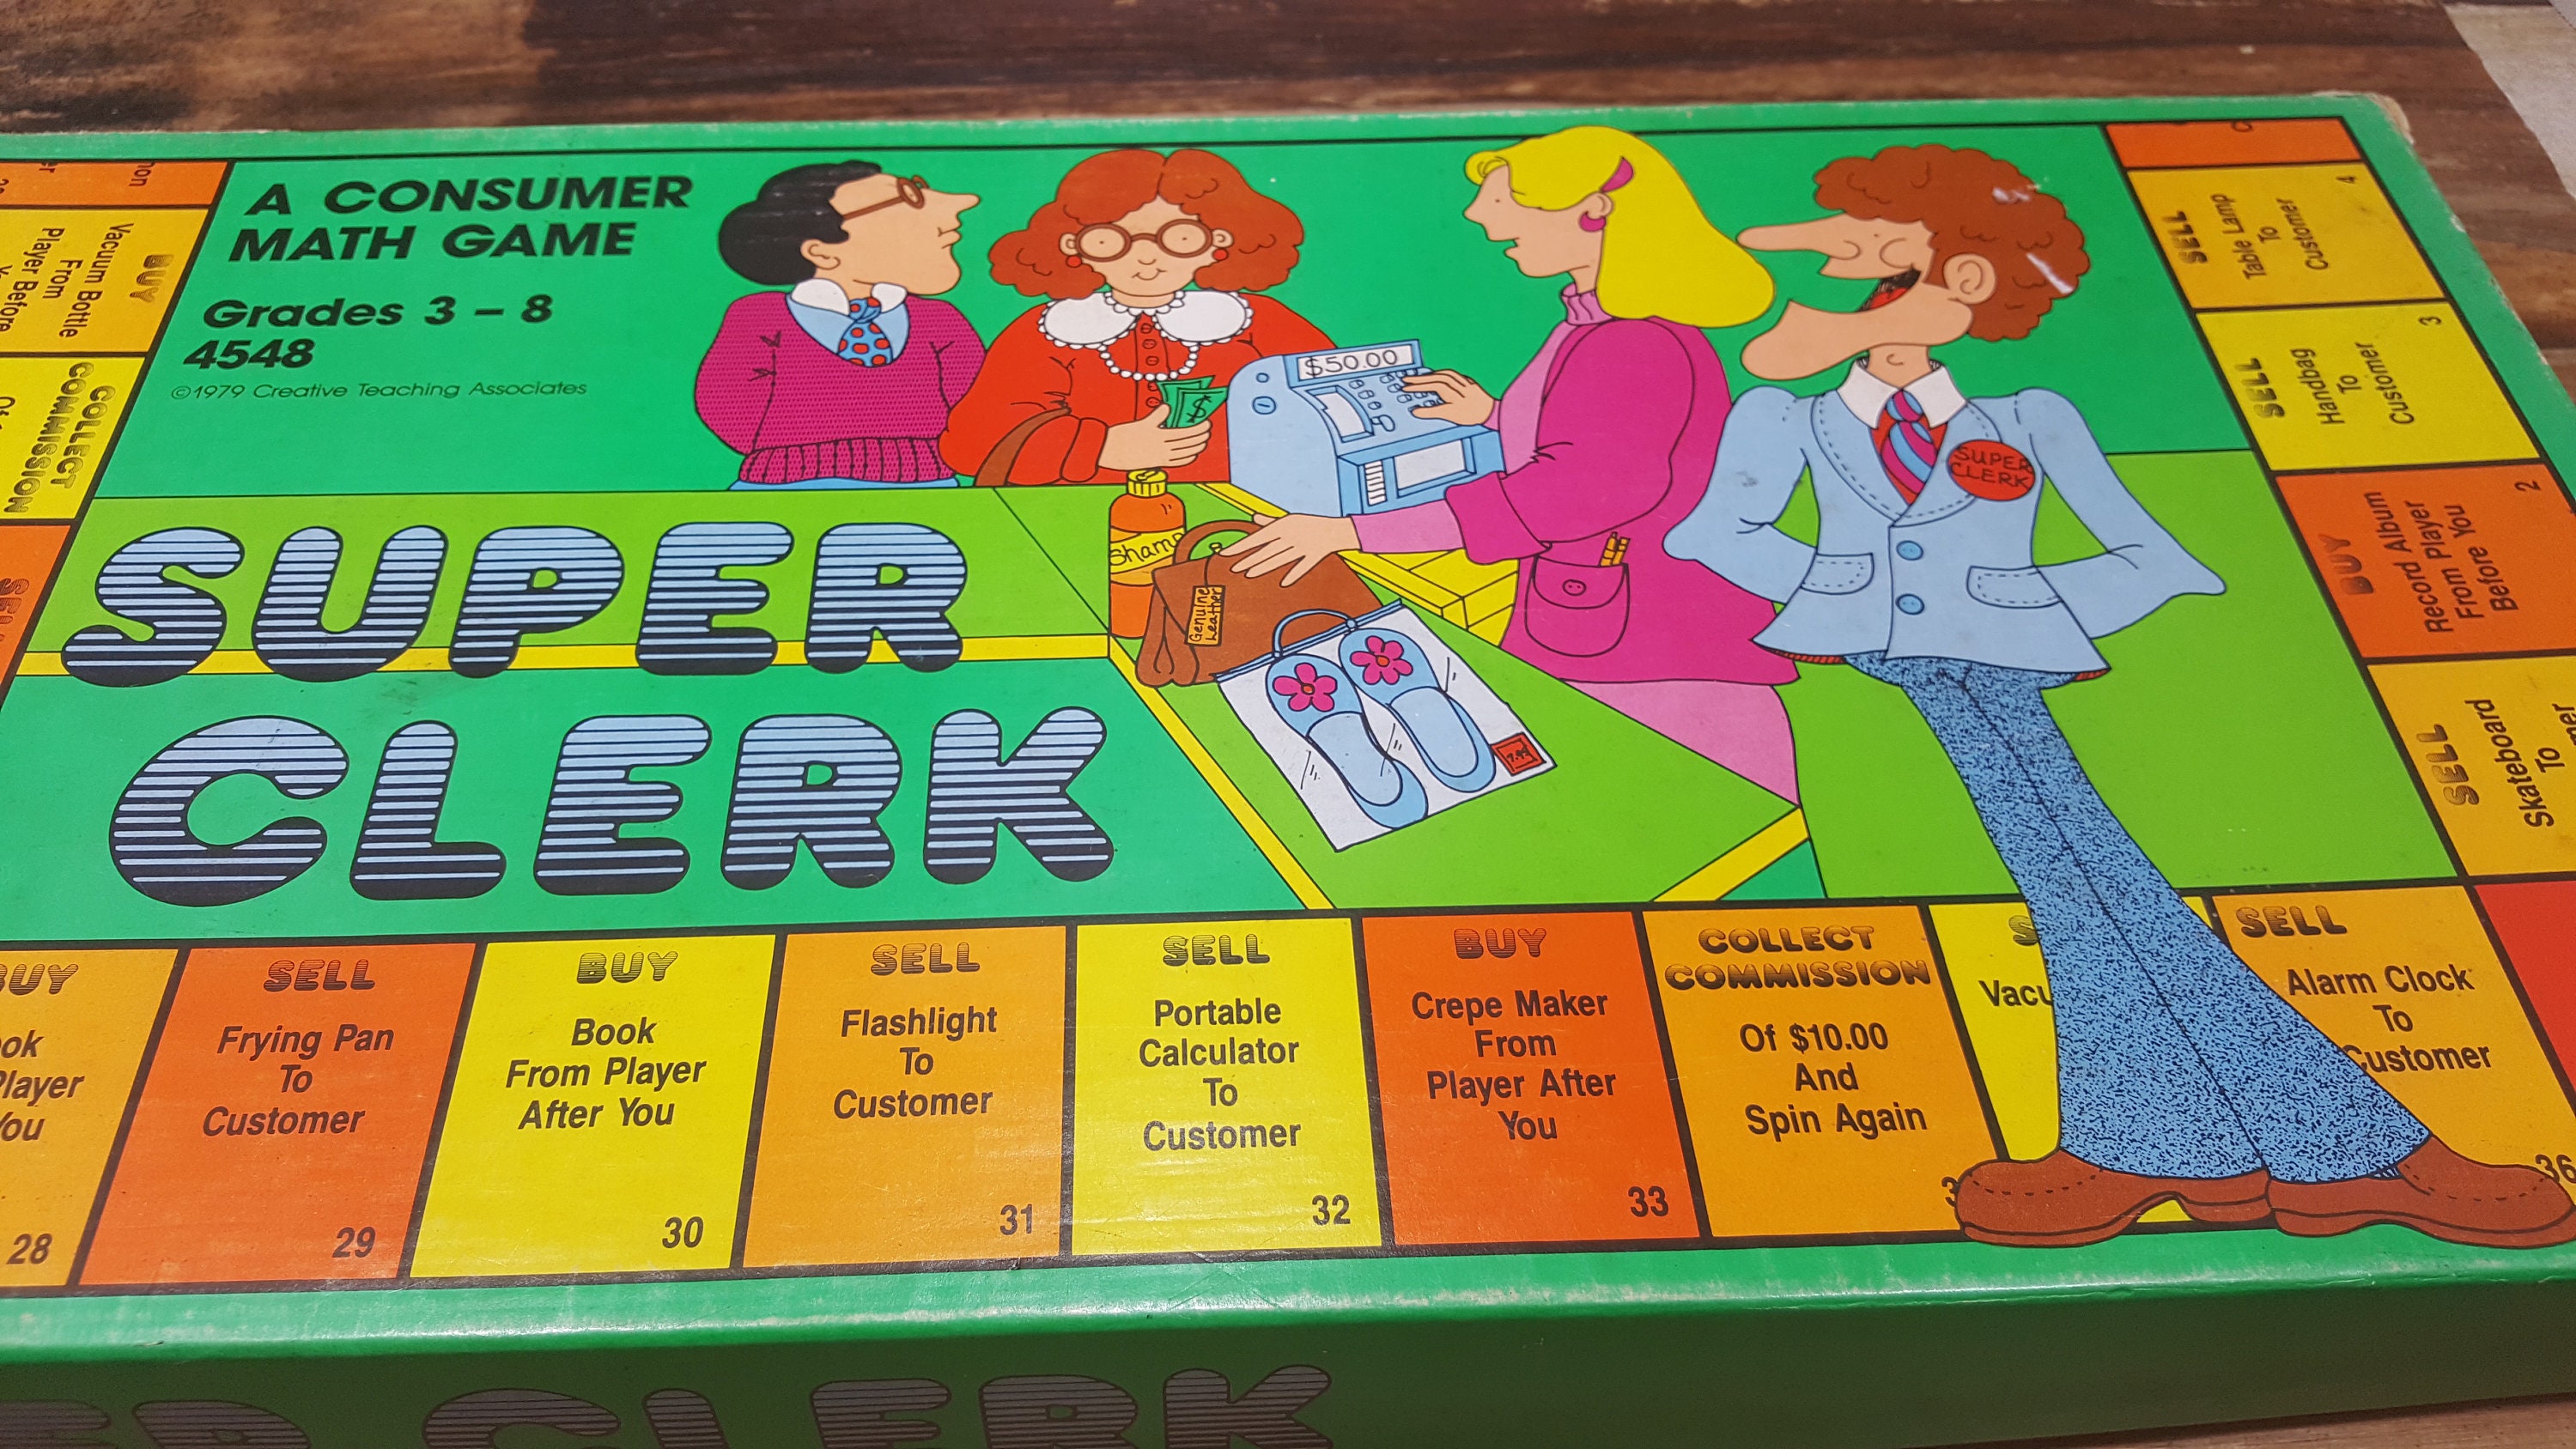 A CONSUMER
MATH GAME
Grades 3 – 8
4548
©1979 Creative Teaching Associates
SUPER
CLERK
$50.00
$
SUPER
CLERK
Genuine
Leather
BUY
Vacuum Bottle
From
Player Before
COLLECT
COMMISSION
4
SELL
Table Lamp
To
Customer
3
SELL
Handbag
To
Customer
2
BUY
Record Album
From Player
Before You
SELL
Skateboard
To
BUY
28
SELL
Frying Pan
To
Customer
29
BUY
Book
From Player
After You
30
SELL
Flashlight
To
Customer
31
SELL
Portable
Calculator
To
Customer
32
BUY
Crepe Maker
From
Player After
You
33
COLLECT
COMMISSION
Of $10.00
And
Spin Again
SELL
Alarm Clock
To
Customer
36
CLERK